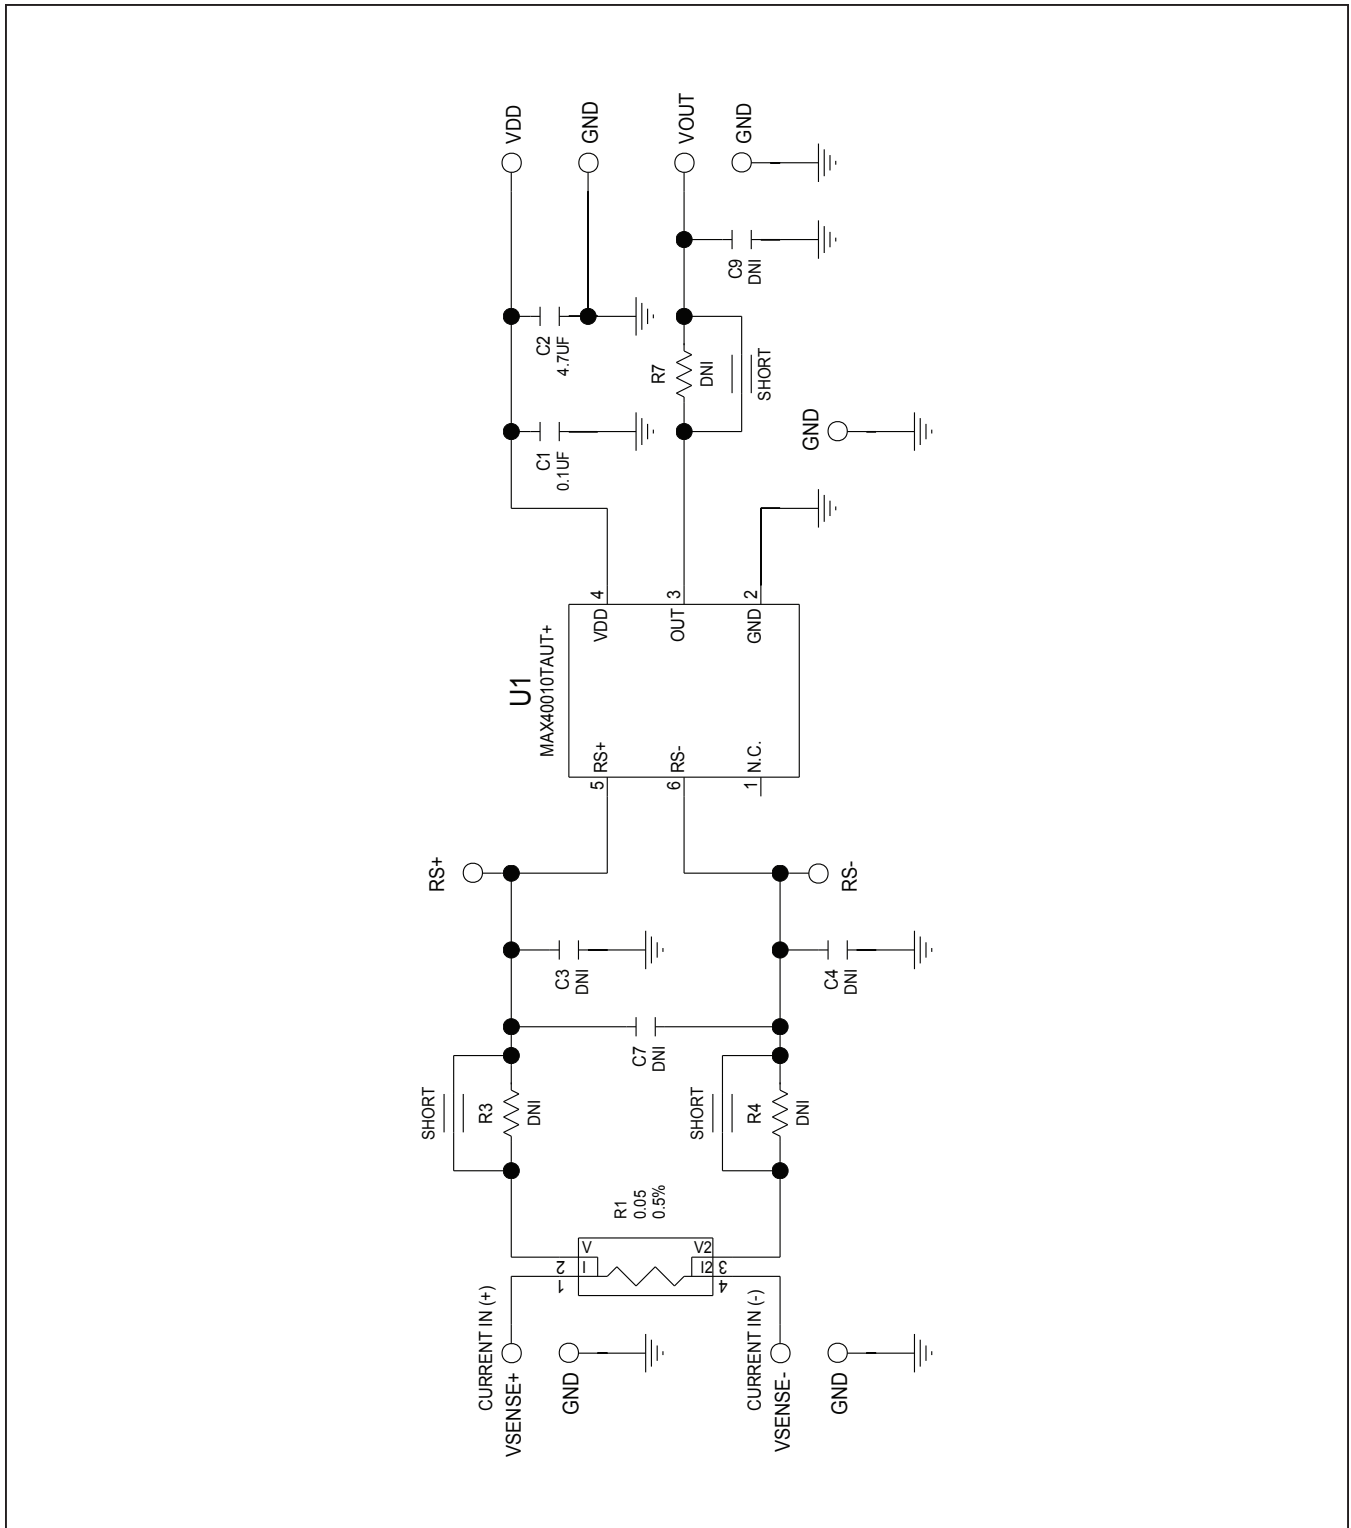 VDD
GND
VOUT
GND
C2
4.7UF
C9
DNI
C1
0.1UF
R7
DNI
SHORT
GND
4
3
2
VDD
OUT
GND
U1
MAX40010TAUT+
RS+
RS-
N.C.
5
6
1
RS+
RS-
C3
DNI
C4
DNI
C7
DNI
SHORT
R3
DNI
SHORT
R4
DNI
R1
0.05
0.5%
V
V2
2
I
I2
3
1
4
CURRENT IN (+)
VSENSE+
GND
CURRENT IN (-)
VSENSE-
GND